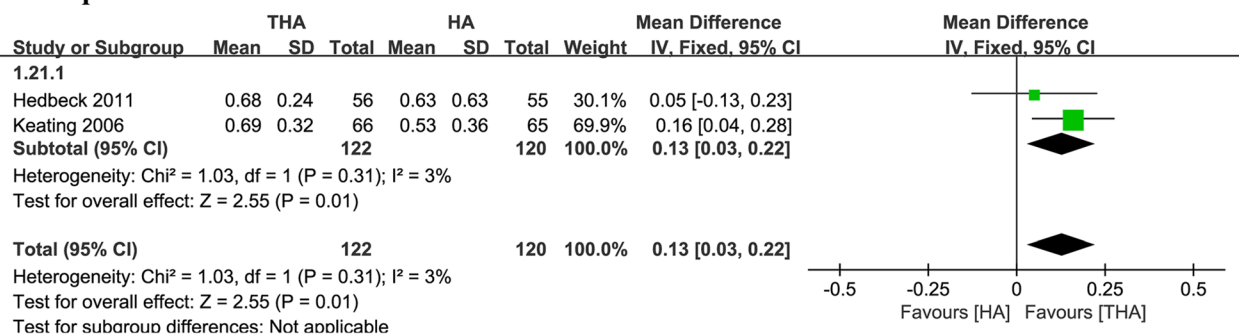 THA HA Mean Difference Mean Difference
Study or Subgroup Mean SD Total Mean SD Total Weight IV, Fixed, 95% CI IV, Fixed, 95% CI
1.21.1
Hedbeck 2011 0.68 0.24 56 0.63 0.63 55 30.1% 0.05 [-0.13, 0.23]
Keating 2006 0.69 0.32 66 0.53 0.36 65 69.9% 0.16 [0.04, 0.28]
Subtotal (95% CI) 122 120 100.0% 0.13 [0.03, 0.22]
Heterogeneity: Chi² = 1.03, df = 1 (P = 0.31); I² = 3%
Test for overall effect: Z = 2.55 (P = 0.01)
Total (95% CI) 122 120 100.0% 0.13 [0.03, 0.22]
Heterogeneity: Chi² = 1.03, df = 1 (P = 0.31); I² = 3%
Test for overall effect: Z = 2.55 (P = 0.01)
Test for subgroup differences: Not applicable
-0.5 -0.25 0 0.25 0.5
Favours [HA] Favours [THA]